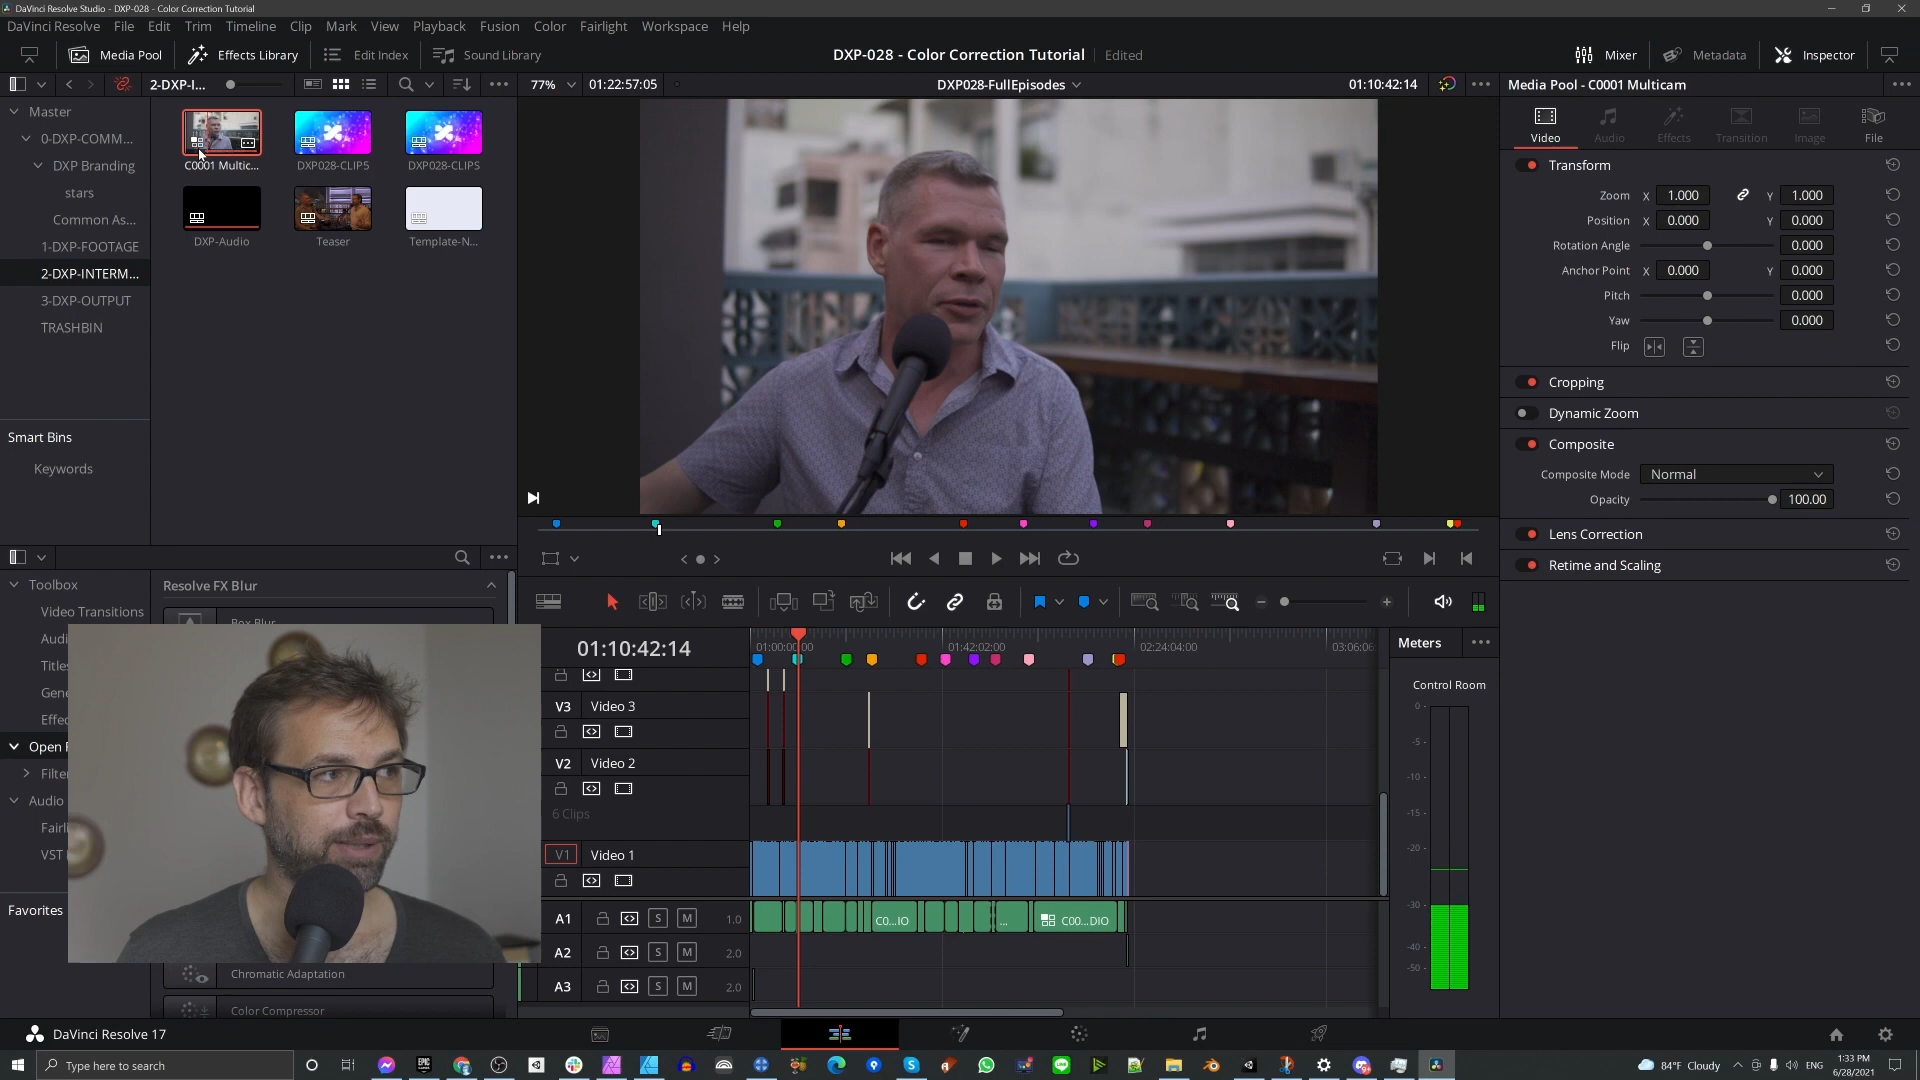 DaVinci Resolve Studio - DXP-028 - Color Correction Tutorial
DaVinci Resolve File Edit Trim Timeline Clip Mark View Playback Fusion Color Fairlight Workspace Help
Media Pool Effects Library Edit Index Sound Library DXP-028 - Color Correction Tutorial Edited Mixer Metadata Inspector
2-DXP-I... 77% 01:22:57:05 DXP028-FullEpisodes 01:10:42:14 Media Pool - C0001 Multicam
Master
0-DXP-COMM...
DXP Branding
stars
Common As...
1-DXP-FOOTAGE
2-DXP-INTERM...
3-DXP-OUTPUT
TRASHBIN
C0001 Multic... DXP028-CLIP5 DXP028-CLIPS
DXP-Audio Teaser Template-N...
Smart Bins
Keywords
Video Audio Effects Transition Image File
Transform
Zoom X 1.000 Y 1.000
Position X 0.000 Y 0.000
Rotation Angle 0.000
Anchor Point X 0.000 Y 0.000
Pitch 0.000
Yaw 0.000
Flip
Cropping
Dynamic Zoom
Composite
Composite Mode Normal
Opacity 100.00
Lens Correction
Retime and Scaling
Toolbox
Video Transitions
Audi
Titles
Gene
Effec
Open F
Filte
Audio
Fairli
VST
Favorites
Resolve FX Blur
Box Blur
Chromatic Adaptation
Color Compressor
01:10:42:14
01:00:00:00 01:42:02:00 02:24:04:00 03:06:06
V3 Video 3
V2 Video 2
6 Clips
V1 Video 1
A1 S M 1.0 C0...IO ... C00...DIO
A2 S M 2.0
A3 S M 2.0
Meters
Control Room
0
-5
-10
-15
-20
-30
-40
-50
DaVinci Resolve 17
Type here to search
84°F Cloudy ENG 1:33 PM
6/28/2021